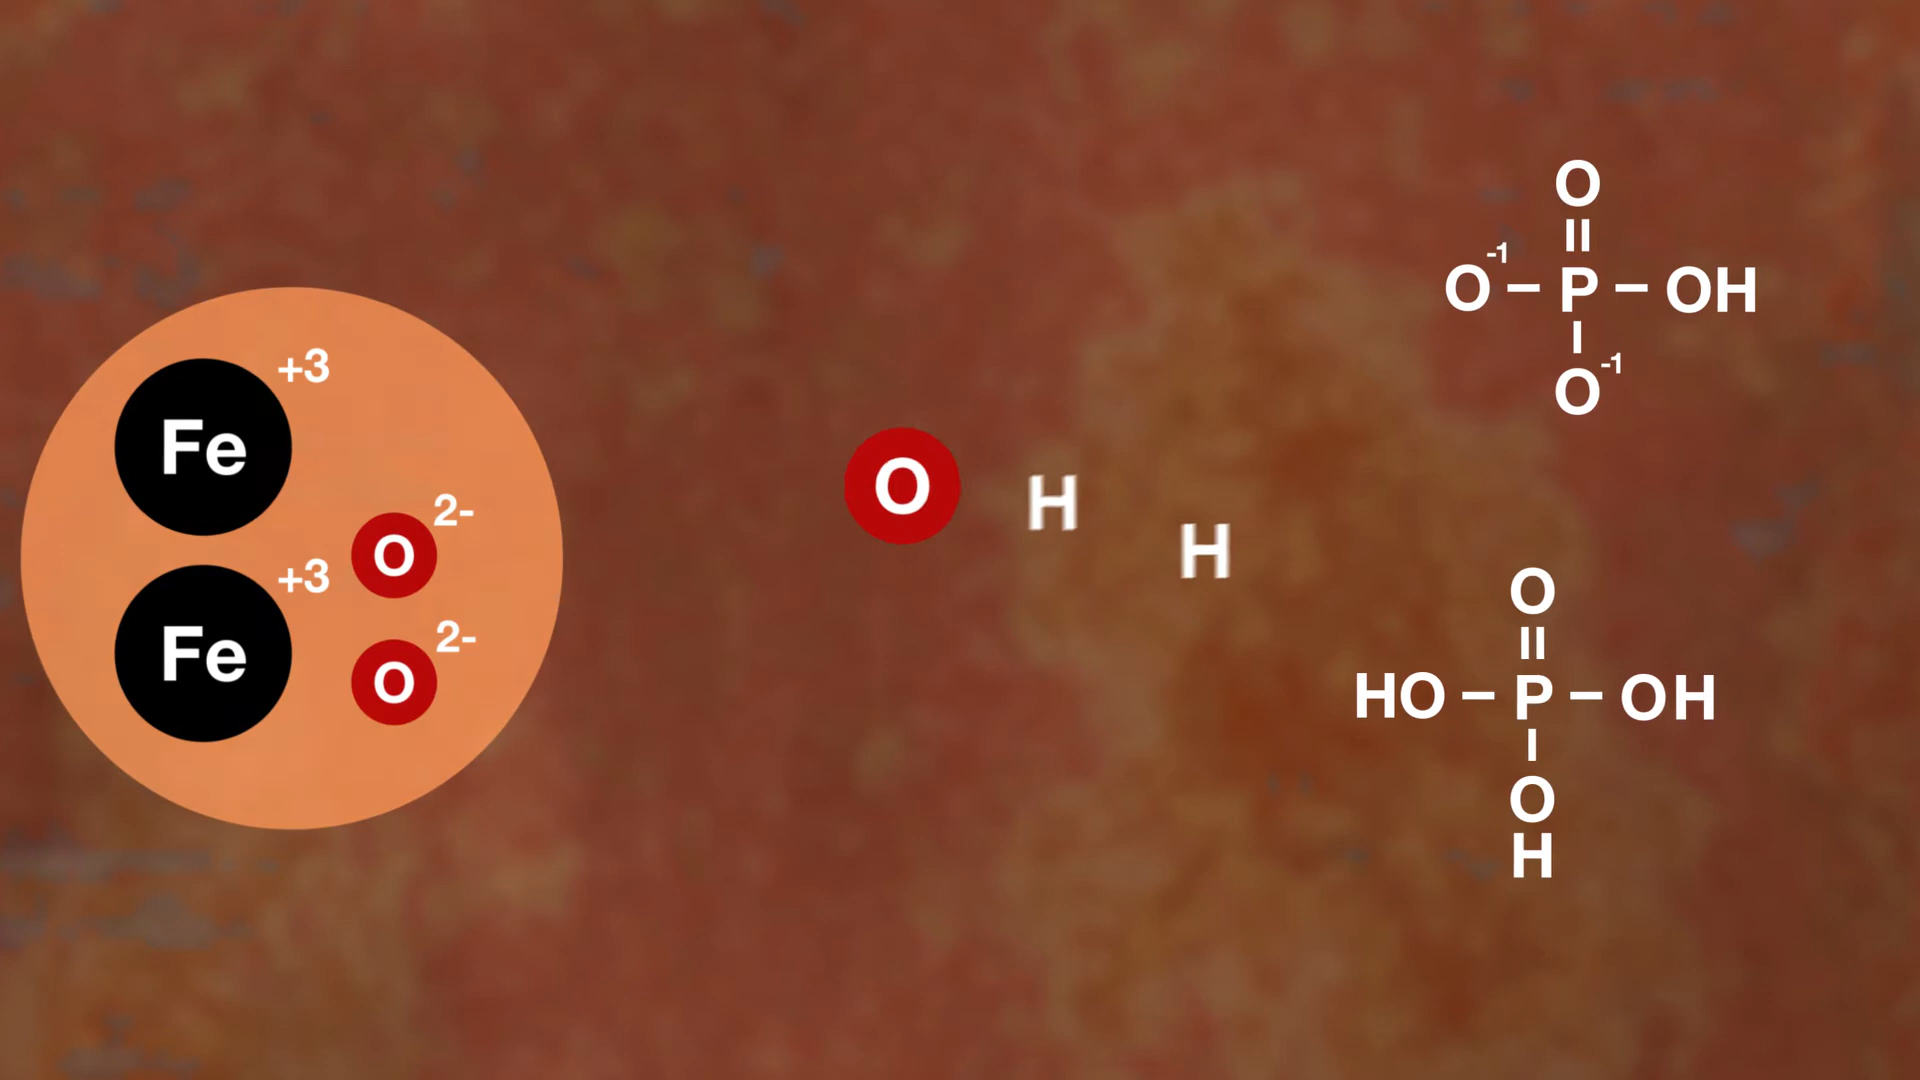 Fe +3
Fe +3
O 2-
O 2-
O
H
H
O
||
O -1 – P – OH
|
O -1
O
||
HO – P – OH
|
O
H